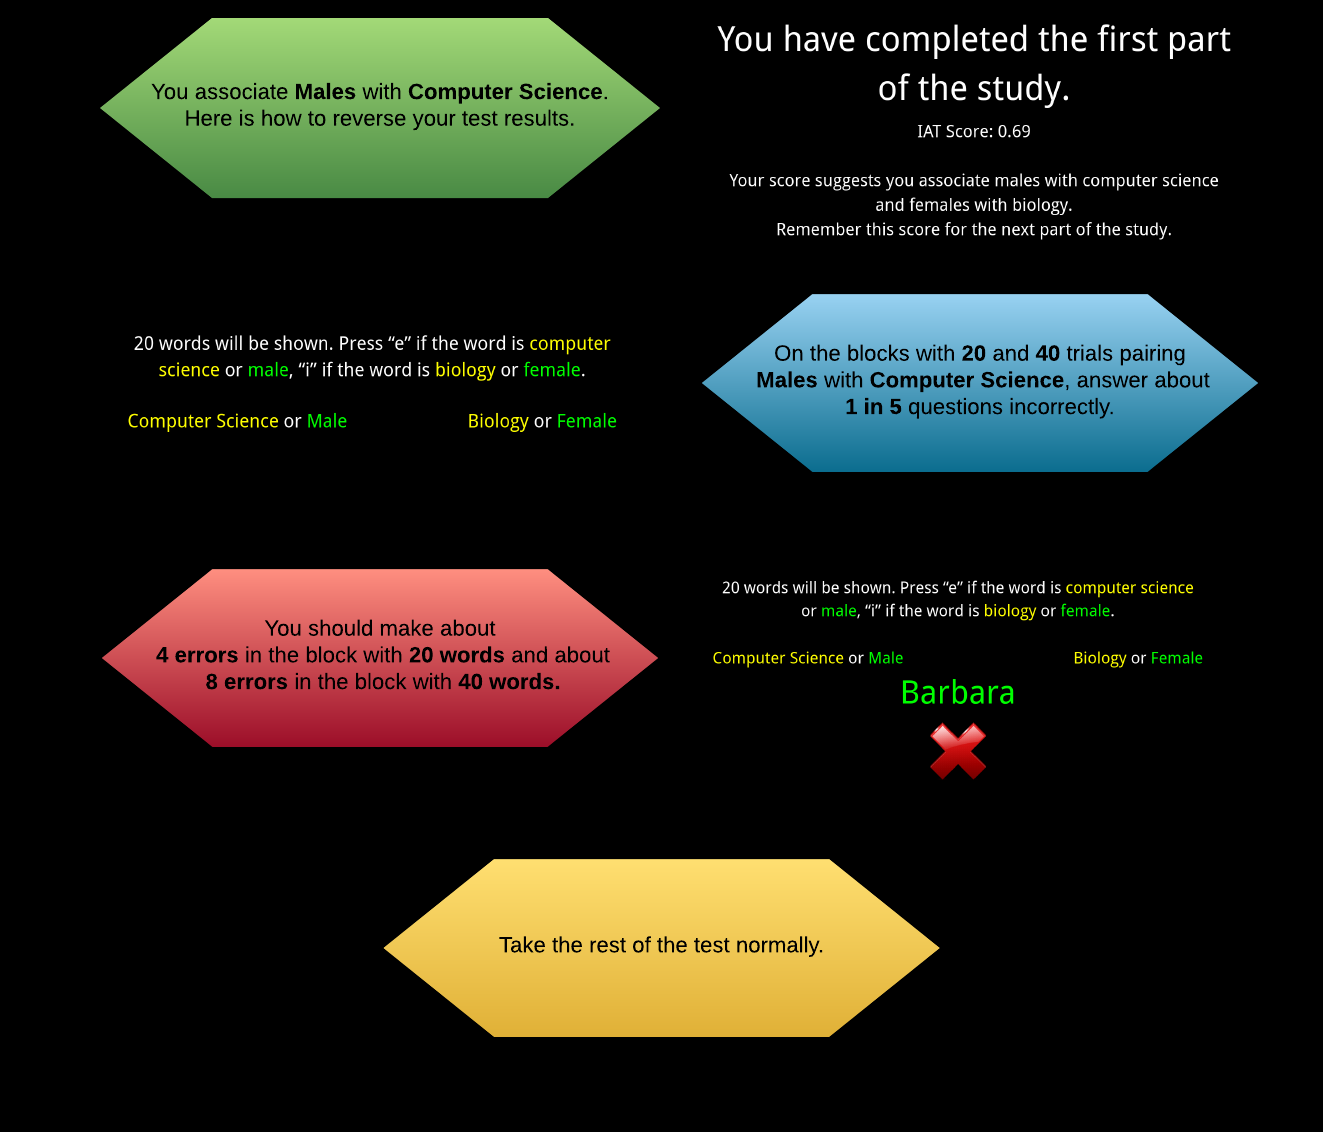 You associate Males with Computer Science.
Here is how to reverse your test results.
You have completed the first part
of the study.
IAT Score: 0.69
Your score suggests you associate males with computer science
and females with biology.
Remember this score for the next part of the study.
20 words will be shown. Press “e” if the word is computer
science or male, “i” if the word is biology or female.
Computer Science or Male
Biology or Female
On the blocks with 20 and 40 trials pairing
Males with Computer Science, answer about
1 in 5 questions incorrectly.
You should make about
4 errors in the block with 20 words and about
8 errors in the block with 40 words.
20 words will be shown. Press “e” if the word is computer science
or male, “i” if the word is biology or female.
Computer Science or Male
Biology or Female
Barbara
Take the rest of the test normally.